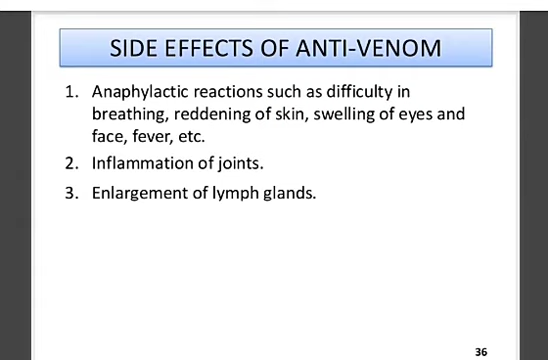 SIDE EFFECTS OF ANTI-VENOM
1. Anaphylactic reactions such as difficulty in
breathing, reddening of skin, swelling of eyes and
face, fever, etc.
2. Inflammation of joints.
3. Enlargement of lymph glands.
36